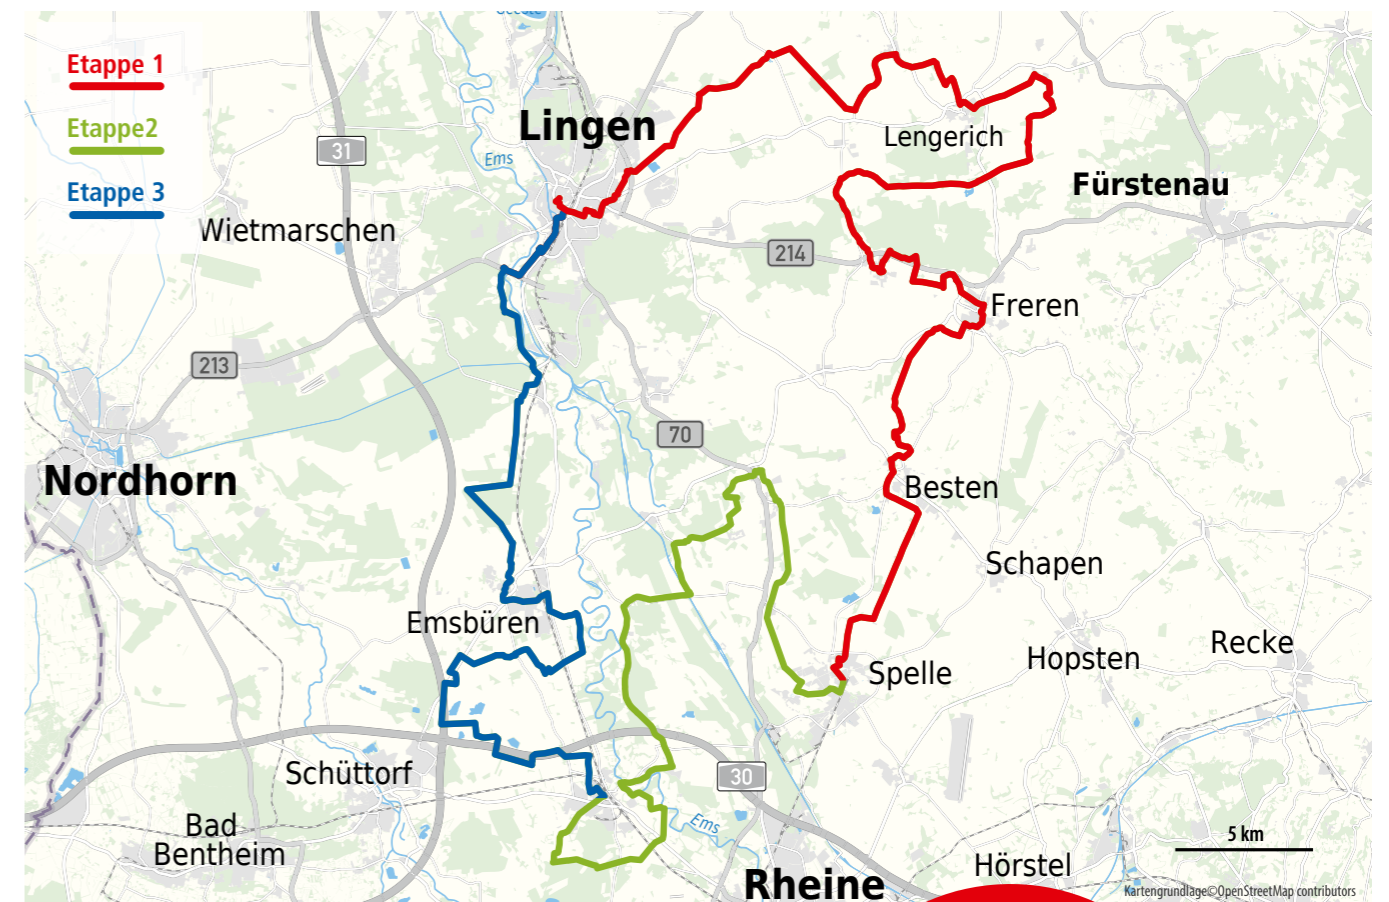 Etappe 1
Etappe2
Etappe 3
Lingen
31
Ems
Lengerich
Fürstenau
Wietmarschen
214
Freren
213
70
Nordhorn
Besten
Schapen
Emsbüren
Recke
Hopsten
Spelle
Schüttorf
30
Bad
Bentheim
Ems
5 km
Hörstel
Rheine
Kartengrundlage©OpenStreetMap contributors